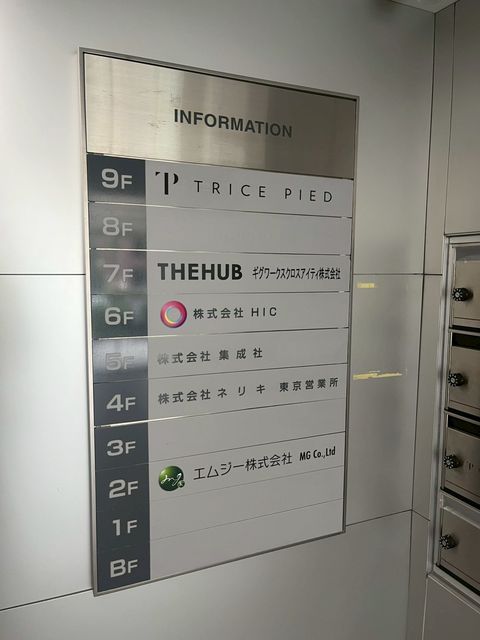 INFORMATION
9F TP TRICE PIED
8F
7F THEHUB ギグワークスクロスアイティ株式会社
6F 株式会社 HIC
5F 株式会社 集成社
4F 株式会社 ネリキ 東京営業所
3F
エムジー株式会社 MG Co.,Ltd
2F mg
1F
BF